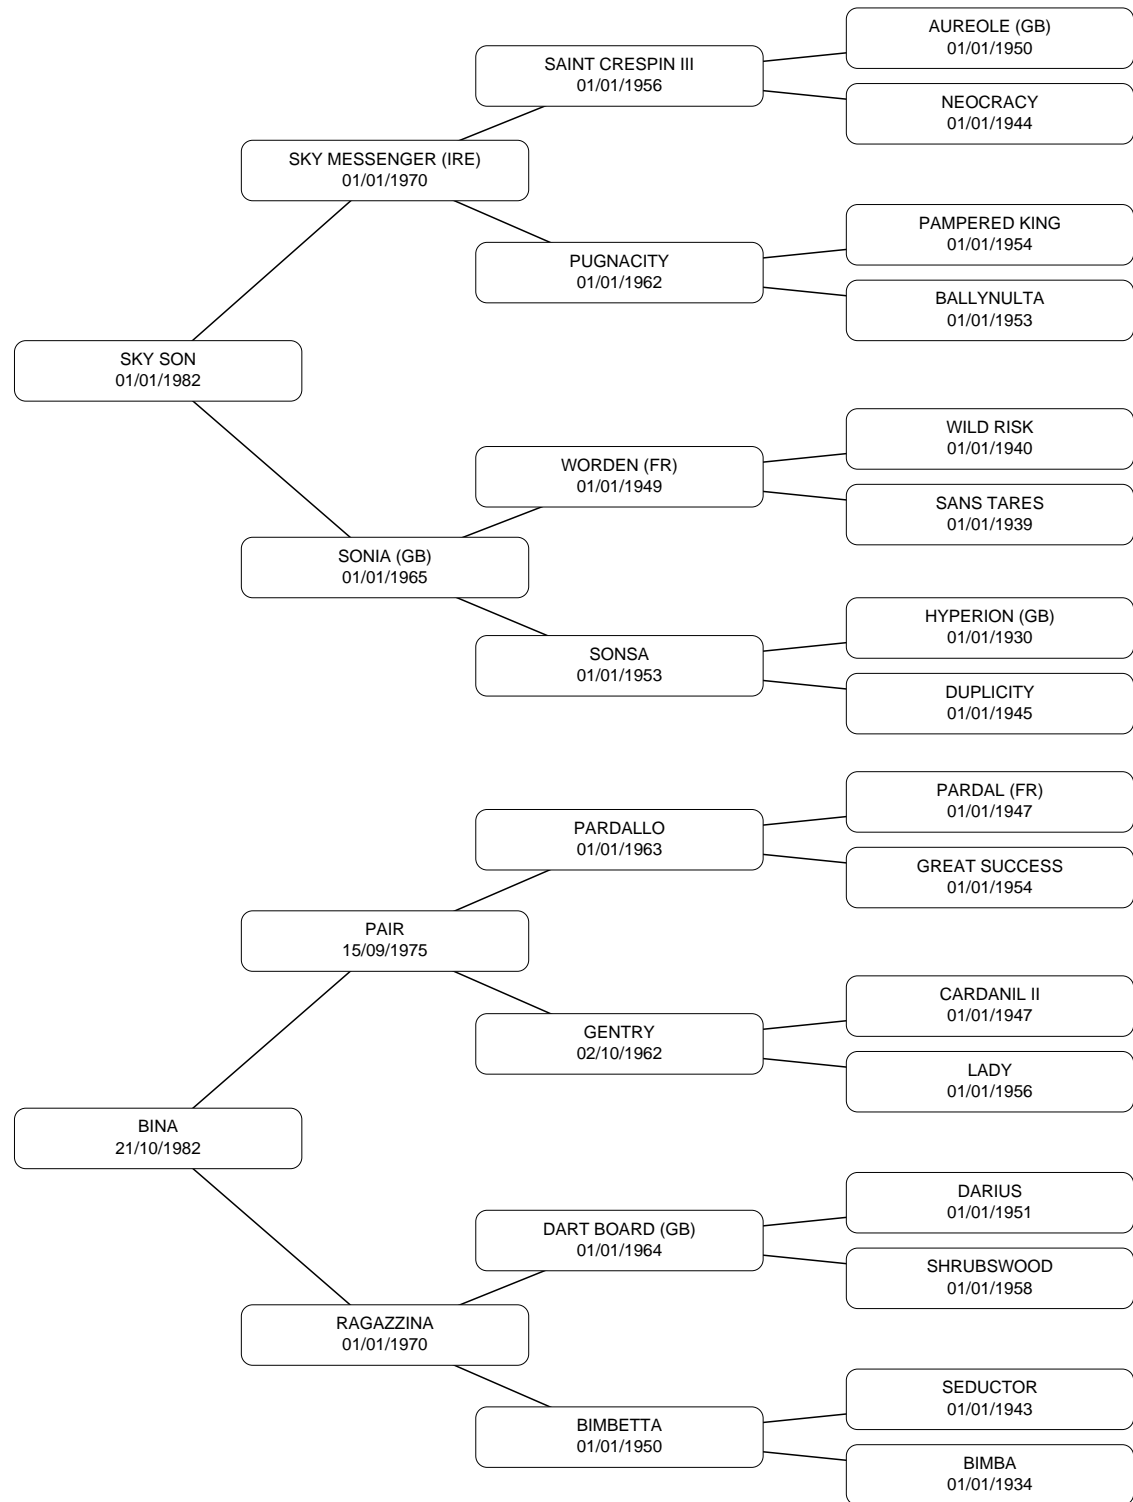 AUREOLE (GB)
01/01/1950
SAINT CRESPIN III
01/01/1956
NEOCRACY
01/01/1944
SKY MESSENGER (IRE)
01/01/1970
PAMPERED KING
01/01/1954
PUGNACITY
01/01/1962
BALLYNULTA
01/01/1953
SKY SON
01/01/1982
WILD RISK
01/01/1940
WORDEN (FR)
01/01/1949
SANS TARES
01/01/1939
SONIA (GB)
01/01/1965
HYPERION (GB)
01/01/1930
SONSA
01/01/1953
DUPLICITY
01/01/1945
PARDAL (FR)
01/01/1947
PARDALLO
01/01/1963
GREAT SUCCESS
01/01/1954
PAIR
15/09/1975
CARDANIL II
01/01/1947
GENTRY
02/10/1962
LADY
01/01/1956
BINA
21/10/1982
DARIUS
01/01/1951
DART BOARD (GB)
01/01/1964
SHRUBSWOOD
01/01/1958
RAGAZZINA
01/01/1970
SEDUCTOR
01/01/1943
BIMBETTA
01/01/1950
BIMBA
01/01/1934